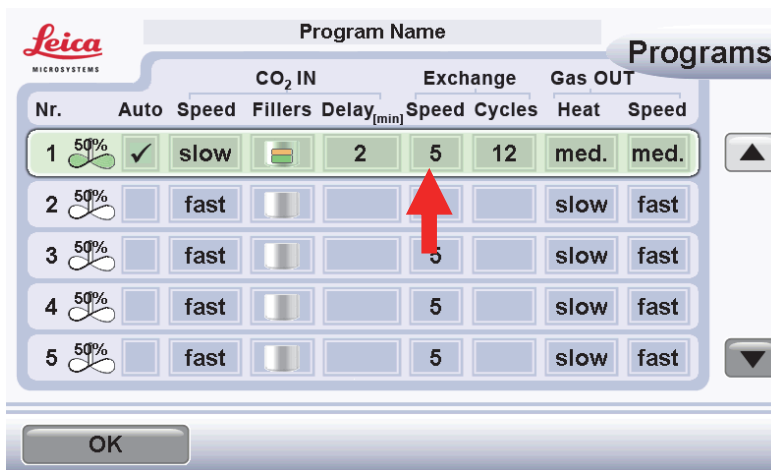 Leica
MICROSYSTEMS
Program Name
Programs
CO₂ IN Exchange Gas OUT
Nr. Auto Speed Fillers Delay[min] Speed Cycles Heat Speed
1 50% ✓ slow 2 5 12 med. med.
2 50% fast slow fast
3 50% fast 5 slow fast
4 50% fast 5 slow fast
5 50% fast 5 slow fast
OK